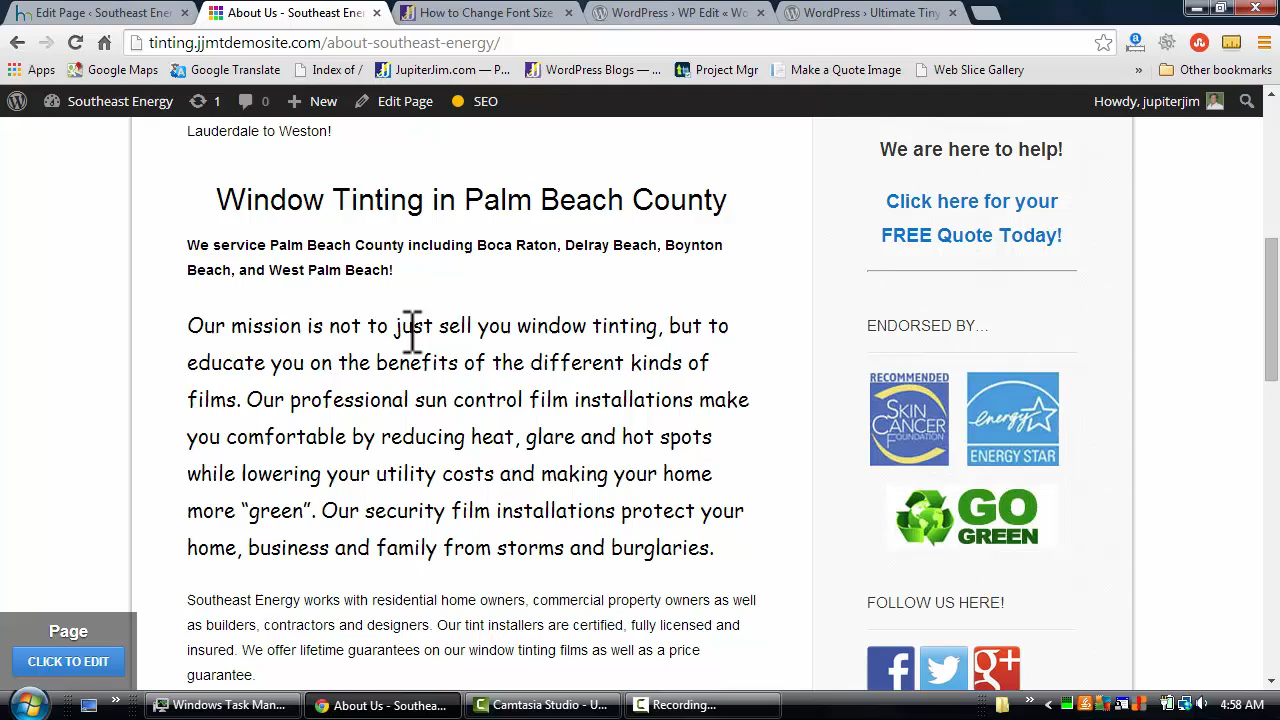 Edit Page ‹ Southeast Ener
About Us - Southeast Ene
How to Change Font Size
WordPress › WP Edit « Wo
WordPress › Ultimate Tiny
tinting.jjmtdemosite.com/about-southeast-energy/
Apps
Google Maps
Google Translate
Index of /
JupiterJim.com — P...
WordPress Blogs — ...
Project Mgr
Make a Quote Image
Web Slice Gallery
»
Other bookmarks
Southeast Energy
1
0
New
Edit Page
SEO
Howdy, jupiterjim
Lauderdale to Weston!
Window Tinting in Palm Beach County
We service Palm Beach County including Boca Raton, Delray Beach, Boynton
Beach, and West Palm Beach!
Our mission is not to just sell you window tinting, but to
educate you on the benefits of the different kinds of
films. Our professional sun control film installations make
you comfortable by reducing heat, glare and hot spots
while lowering your utility costs and making your home
more “green”. Our security film installations protect your
home, business and family from storms and burglaries.
Southeast Energy works with residential home owners, commercial property owners as well
as builders, contractors and designers. Our tint installers are certified, fully licensed and
insured. We offer lifetime guarantees on our window tinting films as well as a price
guarantee.
We are here to help!
Click here for your
FREE Quote Today!
ENDORSED BY…
RECOMMENDED
SKIN
CANCER
FOUNDATION
energy
ENERGY STAR
GO
GREEN
FOLLOW US HERE!
Page
CLICK TO EDIT
»
Windows Task Man...
About Us - Southea...
Camtasia Studio - U...
Recording...
»
4:58 AM